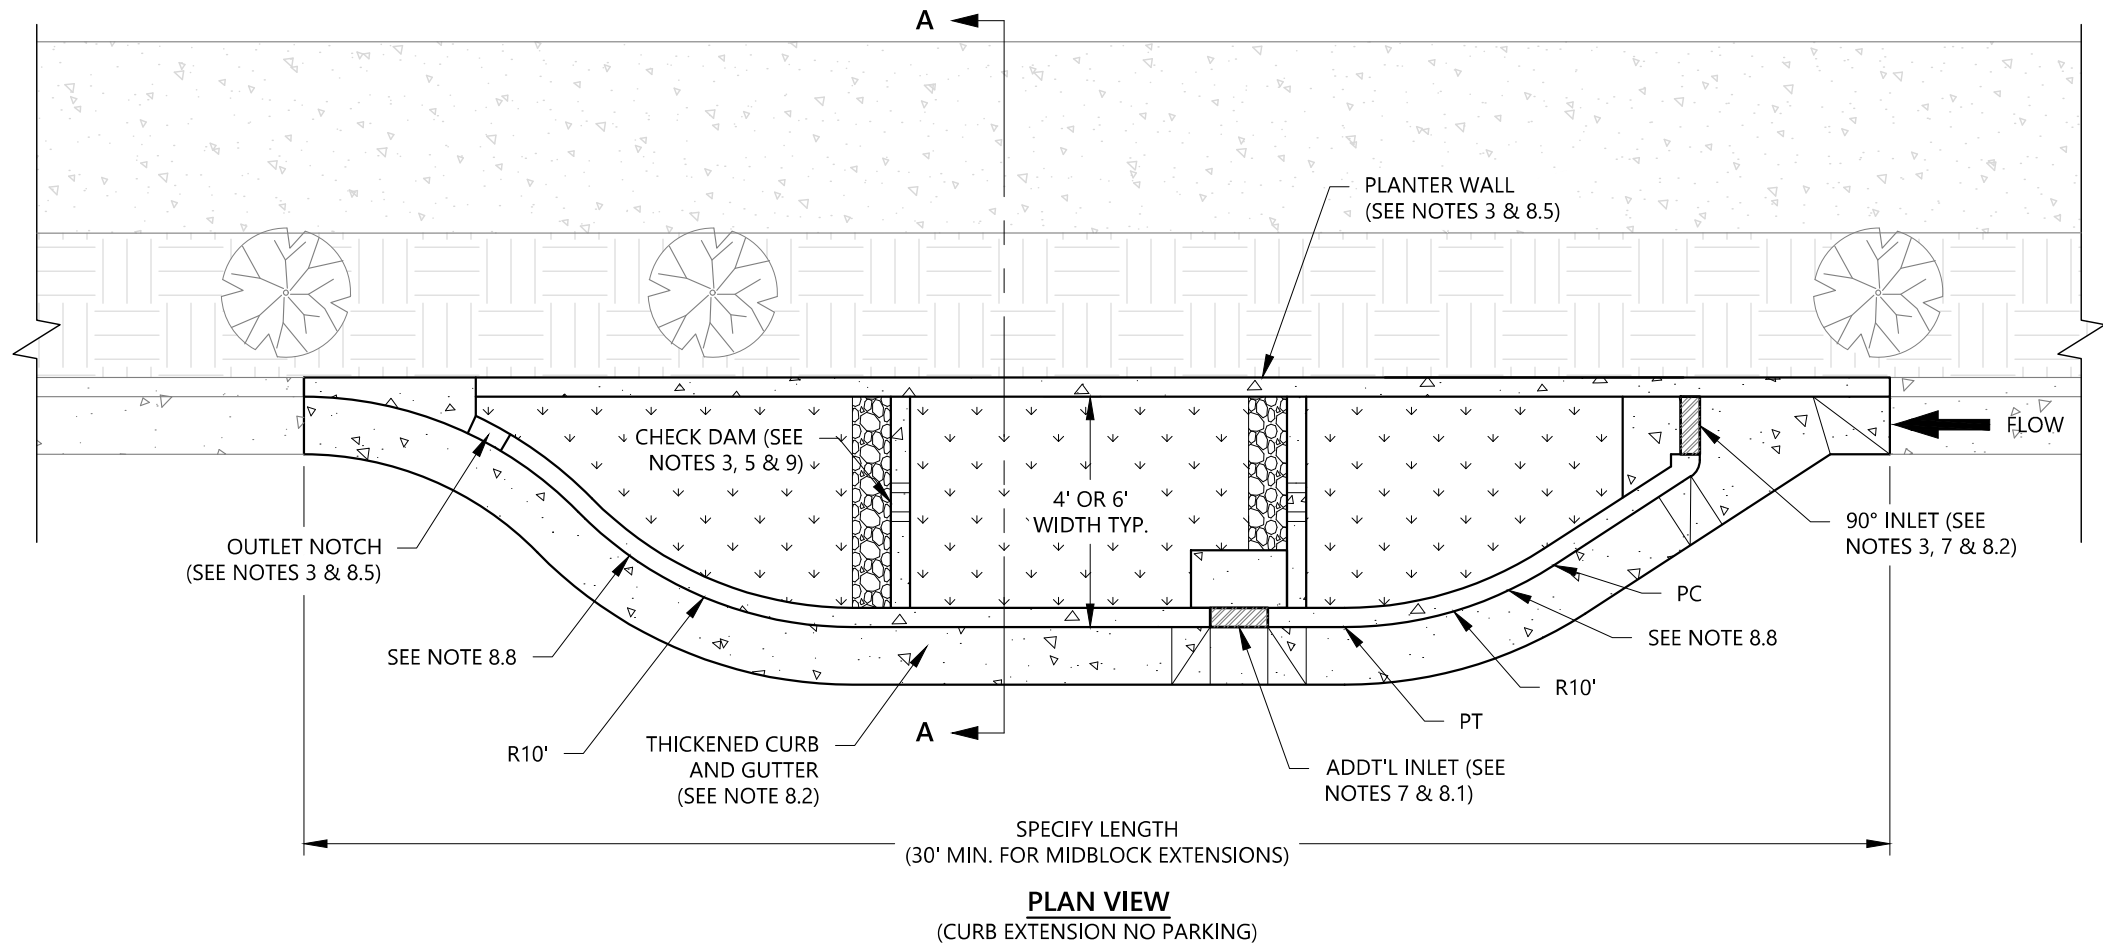 A
PLANTER WALL
(SEE NOTES 3 & 8.5)
FLOW
CHECK DAM (SEE
NOTES 3, 5 & 9)
4' OR 6'
WIDTH TYP.
90° INLET (SEE
NOTES 3, 7 & 8.2)
OUTLET NOTCH
(SEE NOTES 3 & 8.5)
PC
SEE NOTE 8.8
SEE NOTE 8.8
R10'
PT
A
R10'
THICKENED CURB
AND GUTTER
(SEE NOTE 8.2)
ADDT'L INLET (SEE
NOTES 7 & 8.1)
SPECIFY LENGTH
(30' MIN. FOR MIDBLOCK EXTENSIONS)
PLAN VIEW
(CURB EXTENSION NO PARKING)